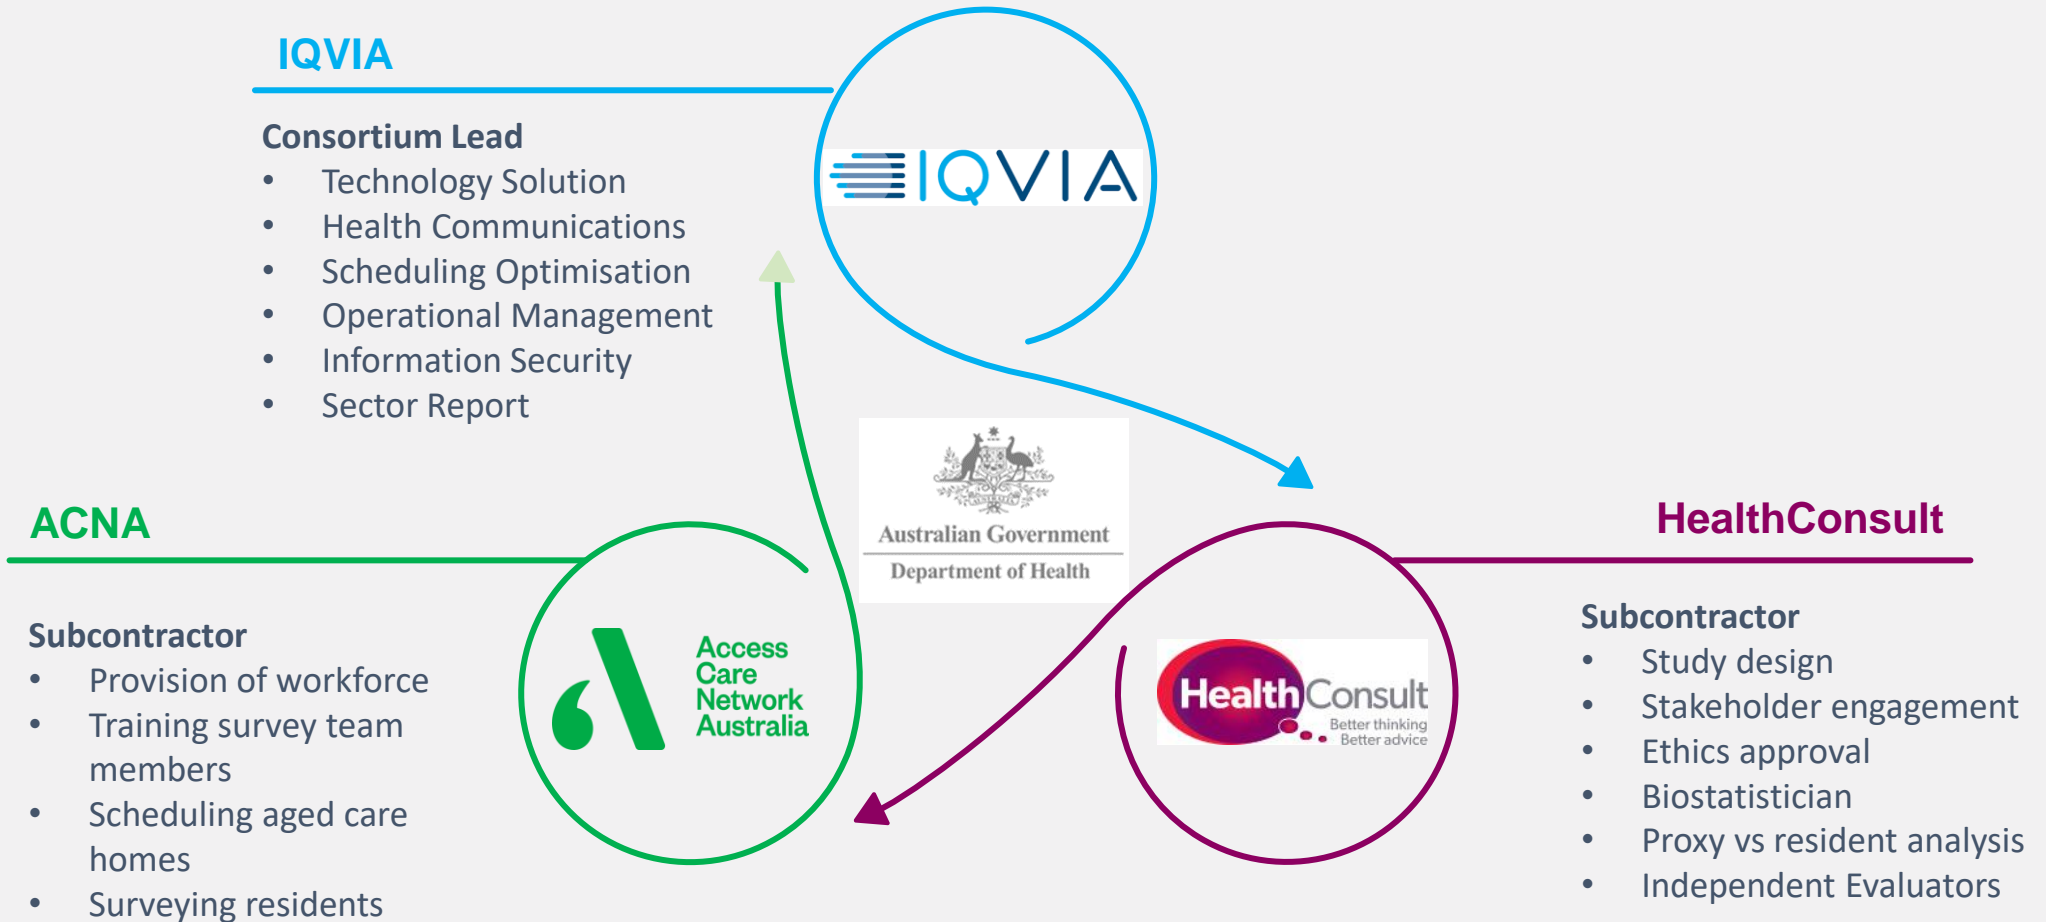 IQVIA
Consortium Lead
• Technology Solution
• Health Communications
• Scheduling Optimisation
• Operational Management
• Information Security
• Sector Report
IQVIA
AUSTRALIA
Australian Government
Department of Health
ACNA
Subcontractor
• Provision of workforce
• Training survey team
members
• Scheduling aged care
homes
• Surveying residents
Access
Care
Network
Australia
HealthConsult
Better thinking
Better advice
HealthConsult
Subcontractor
• Study design
• Stakeholder engagement
• Ethics approval
• Biostatistician
• Proxy vs resident analysis
• Independent Evaluators